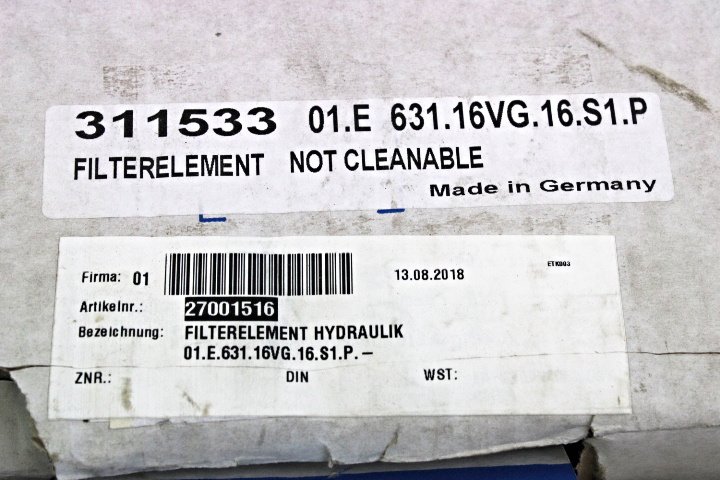 311533 01.E 631.16VG.16.S1.P
FILTERELEMENT NOT CLEANABLE
Made in Germany
Firma: 01
13.08.2018
ETK803
Artikelnr.: 27001516
Bezeichnung: FILTERELEMENT HYDRAULIK
01.E.631.16VG.16.S1.P.–
ZNR.: DIN WST: